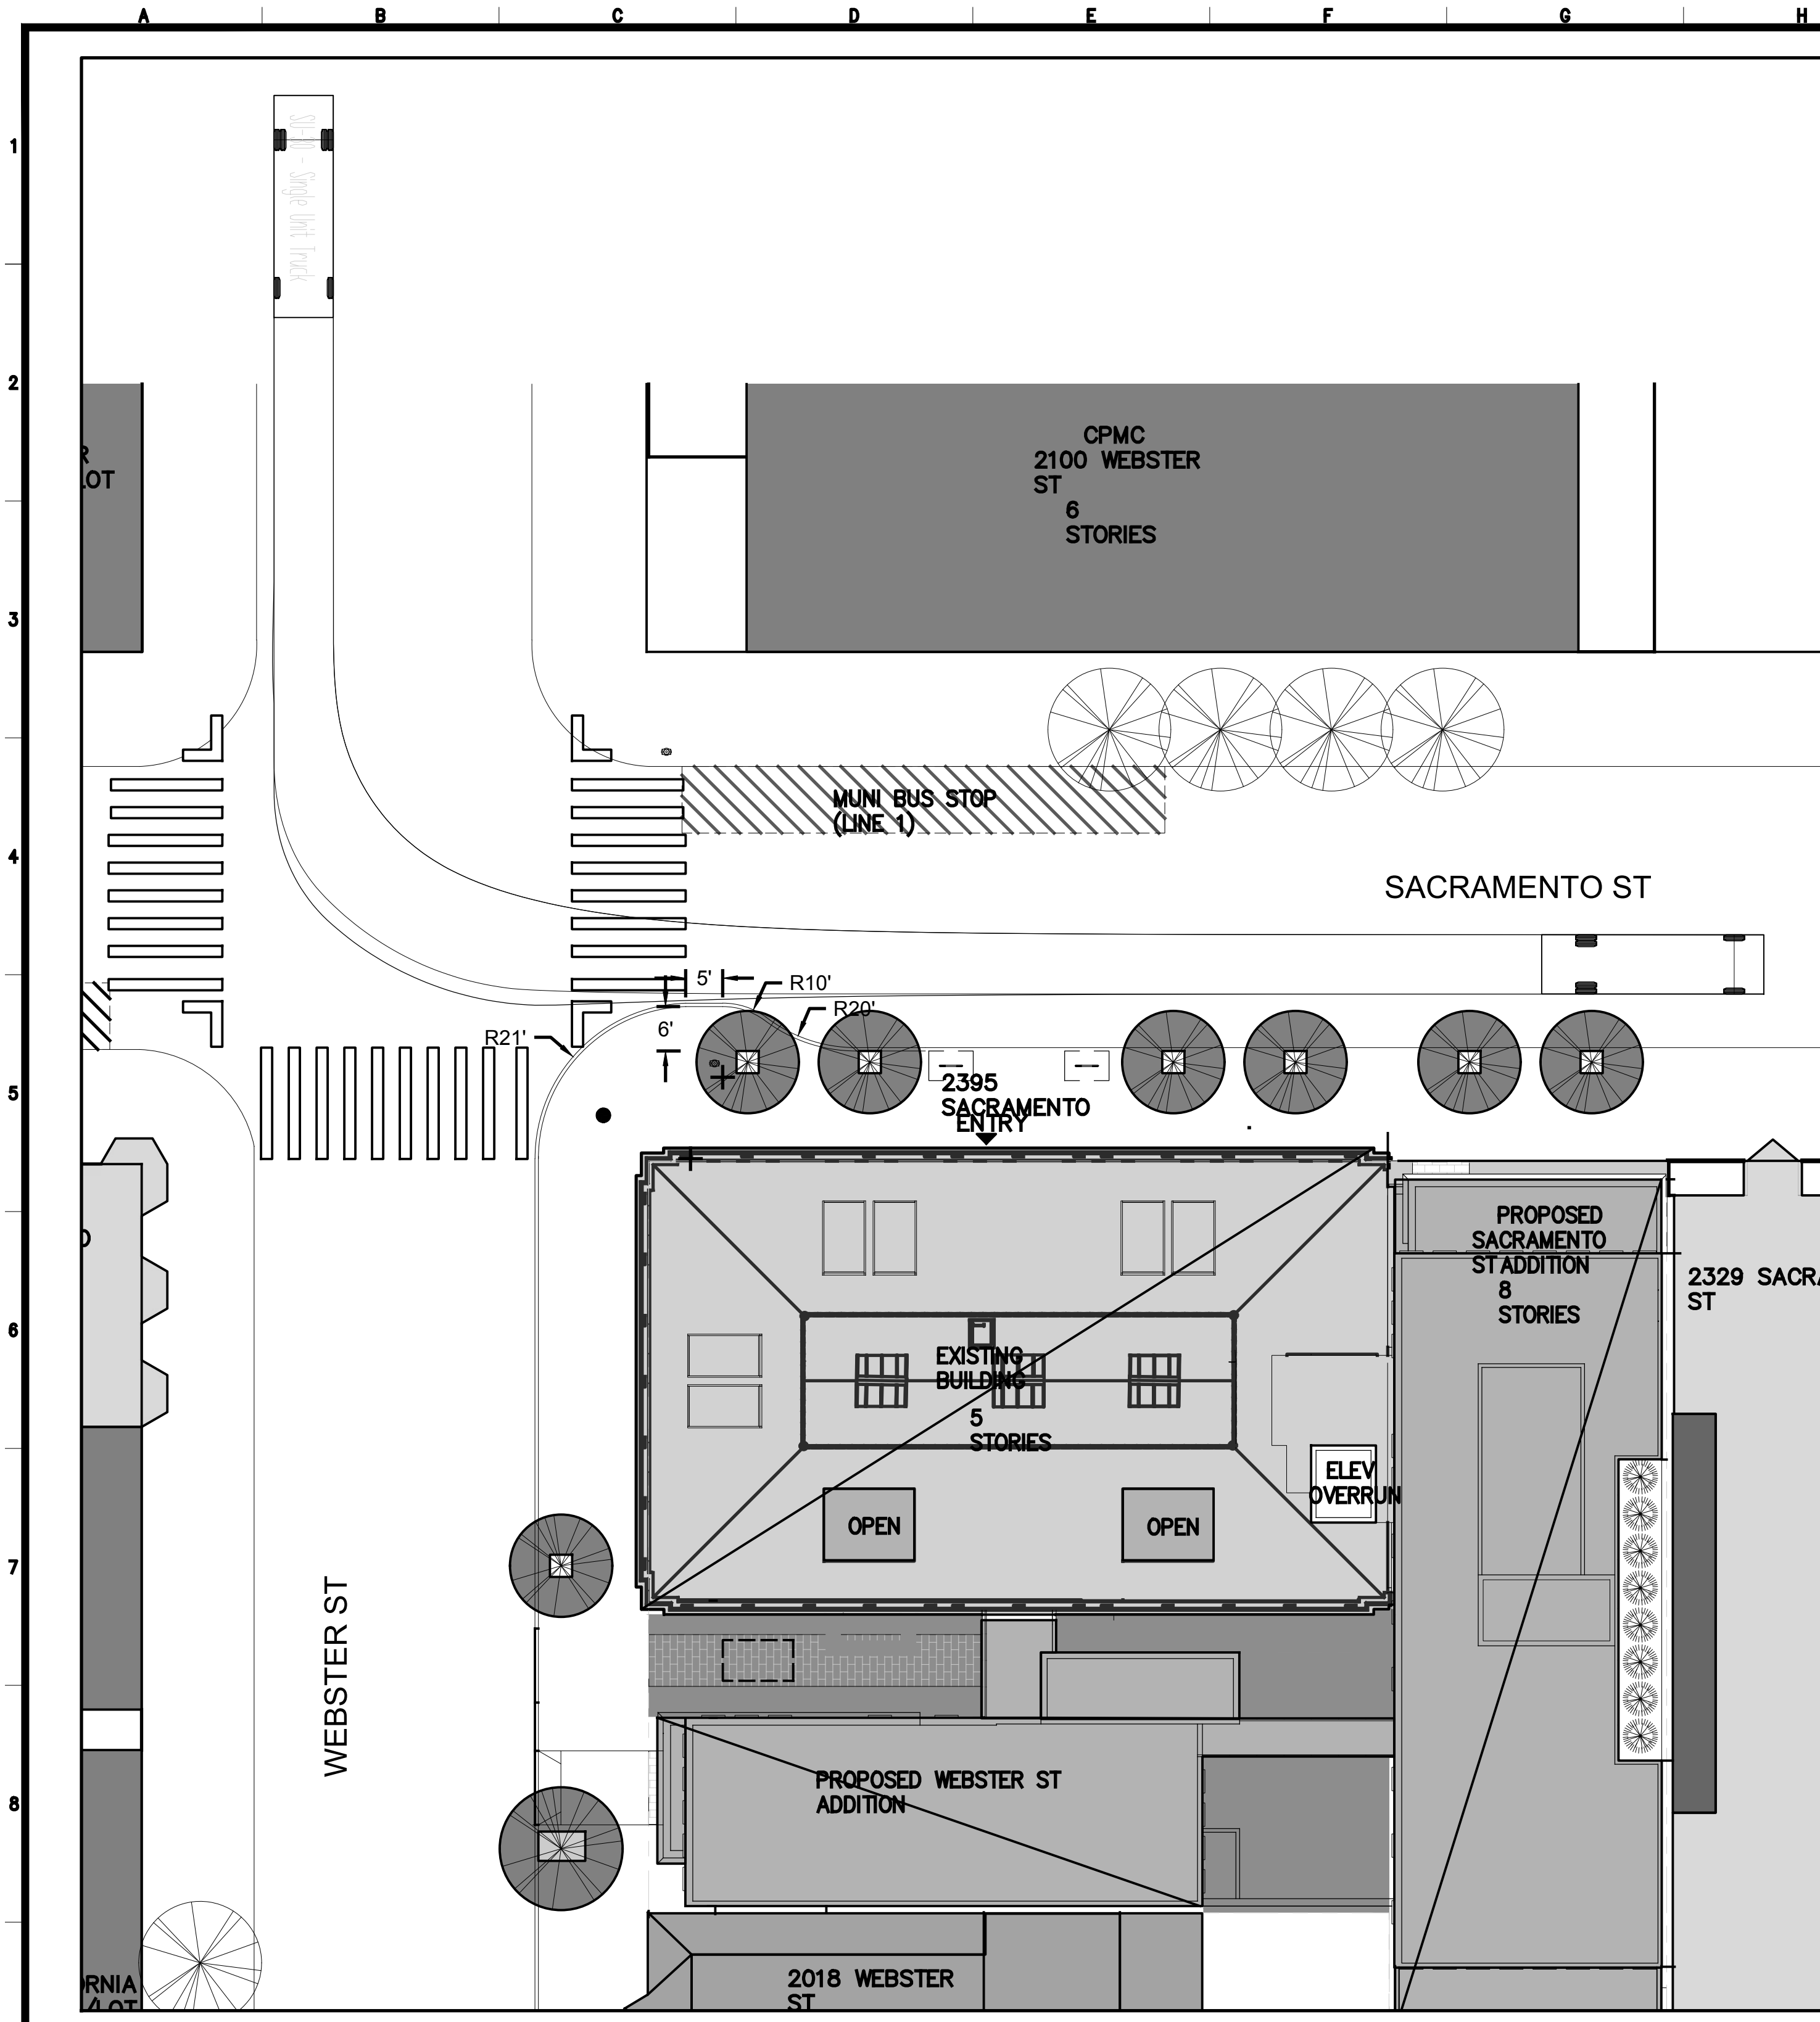 A B C D E F G H
1
SU-30 - Single Unit Truck
2
R
LOT
CPMC
2100 WEBSTER
ST
6
STORIES
3
MUNI BUS STOP
(LINE 1)
4
SACRAMENTO ST
5'
R10'
R20'
6'
R21'
5
2395
SACRAMENTO
ENTRY
PROPOSED
SACRAMENTO
ST ADDITION
8
STORIES
O
2329 SACRA
ST
6
EXISTING
BUILDING
5
STORIES
ELEV
OVERRUN
OPEN
OPEN
7
WEBSTER ST
8
PROPOSED WEBSTER ST
ADDITION
2018 WEBSTER
ST
ORNIA
/LOT